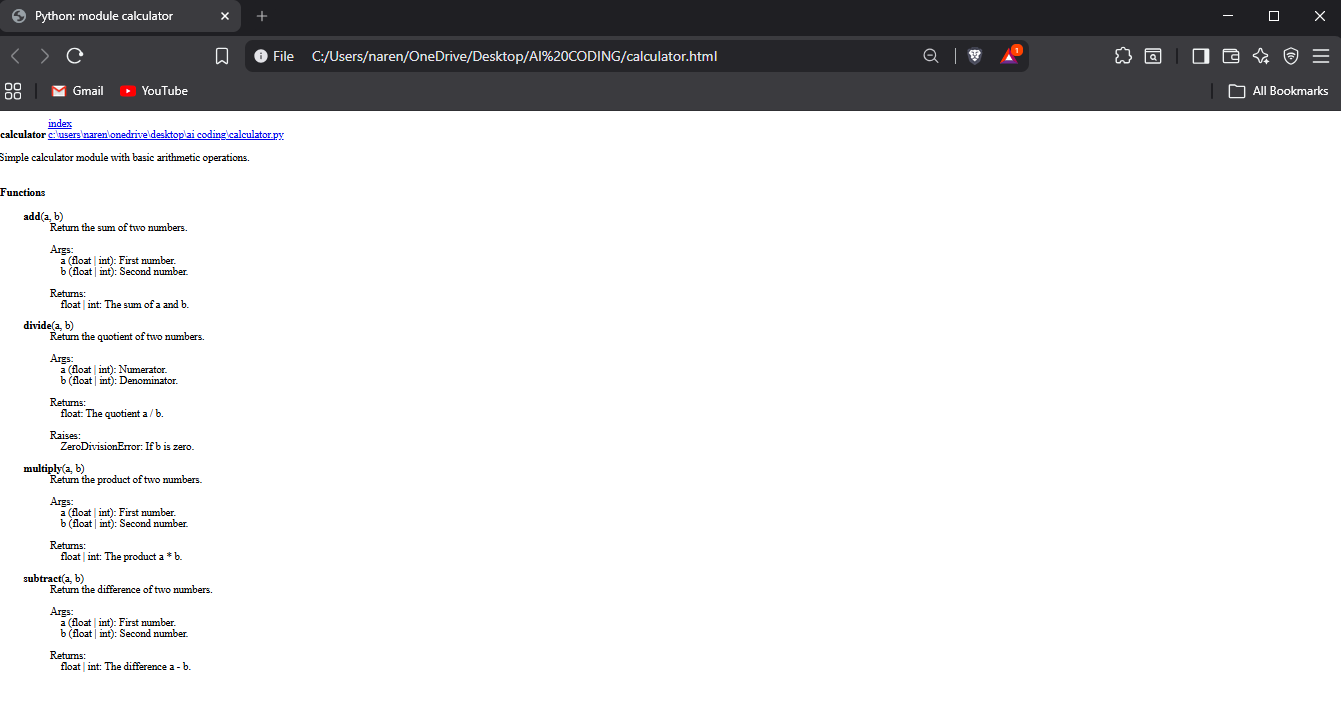 Python: module calculator
File C:/Users/naren/OneDrive/Desktop/AI%20CODING/calculator.html
1
Gmail YouTube All Bookmarks
index
calculator c:\users\naren\onedrive\desktop\ai coding\calculator.py
Simple calculator module with basic arithmetic operations.
Functions
add(a, b)
Return the sum of two numbers.
Args:
a (float | int): First number.
b (float | int): Second number.
Returns:
float | int: The sum of a and b.
divide(a, b)
Return the quotient of two numbers.
Args:
a (float | int): Numerator.
b (float | int): Denominator.
Returns:
float: The quotient a / b.
Raises:
ZeroDivisionError: If b is zero.
multiply(a, b)
Return the product of two numbers.
Args:
a (float | int): First number.
b (float | int): Second number.
Returns:
float | int: The product a * b.
subtract(a, b)
Return the difference of two numbers.
Args:
a (float | int): First number.
b (float | int): Second number.
Returns:
float | int: The difference a - b.